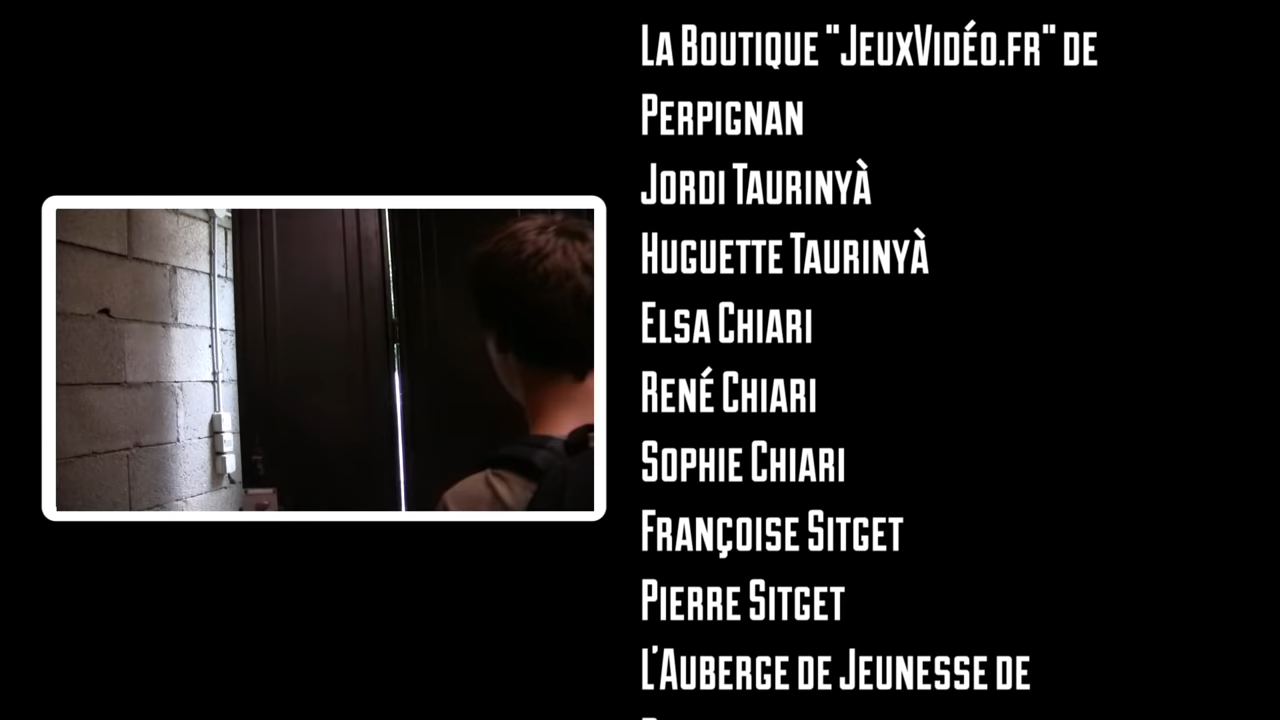 La Boutique "JeuxVidéo.fr" de
Perpignan
Jordi Taurinyà
Huguette Taurinyà
Elsa Chiari
René Chiari
Sophie Chiari
Françoise Sitget
Pierre Sitget
L'Auberge de Jeunesse de